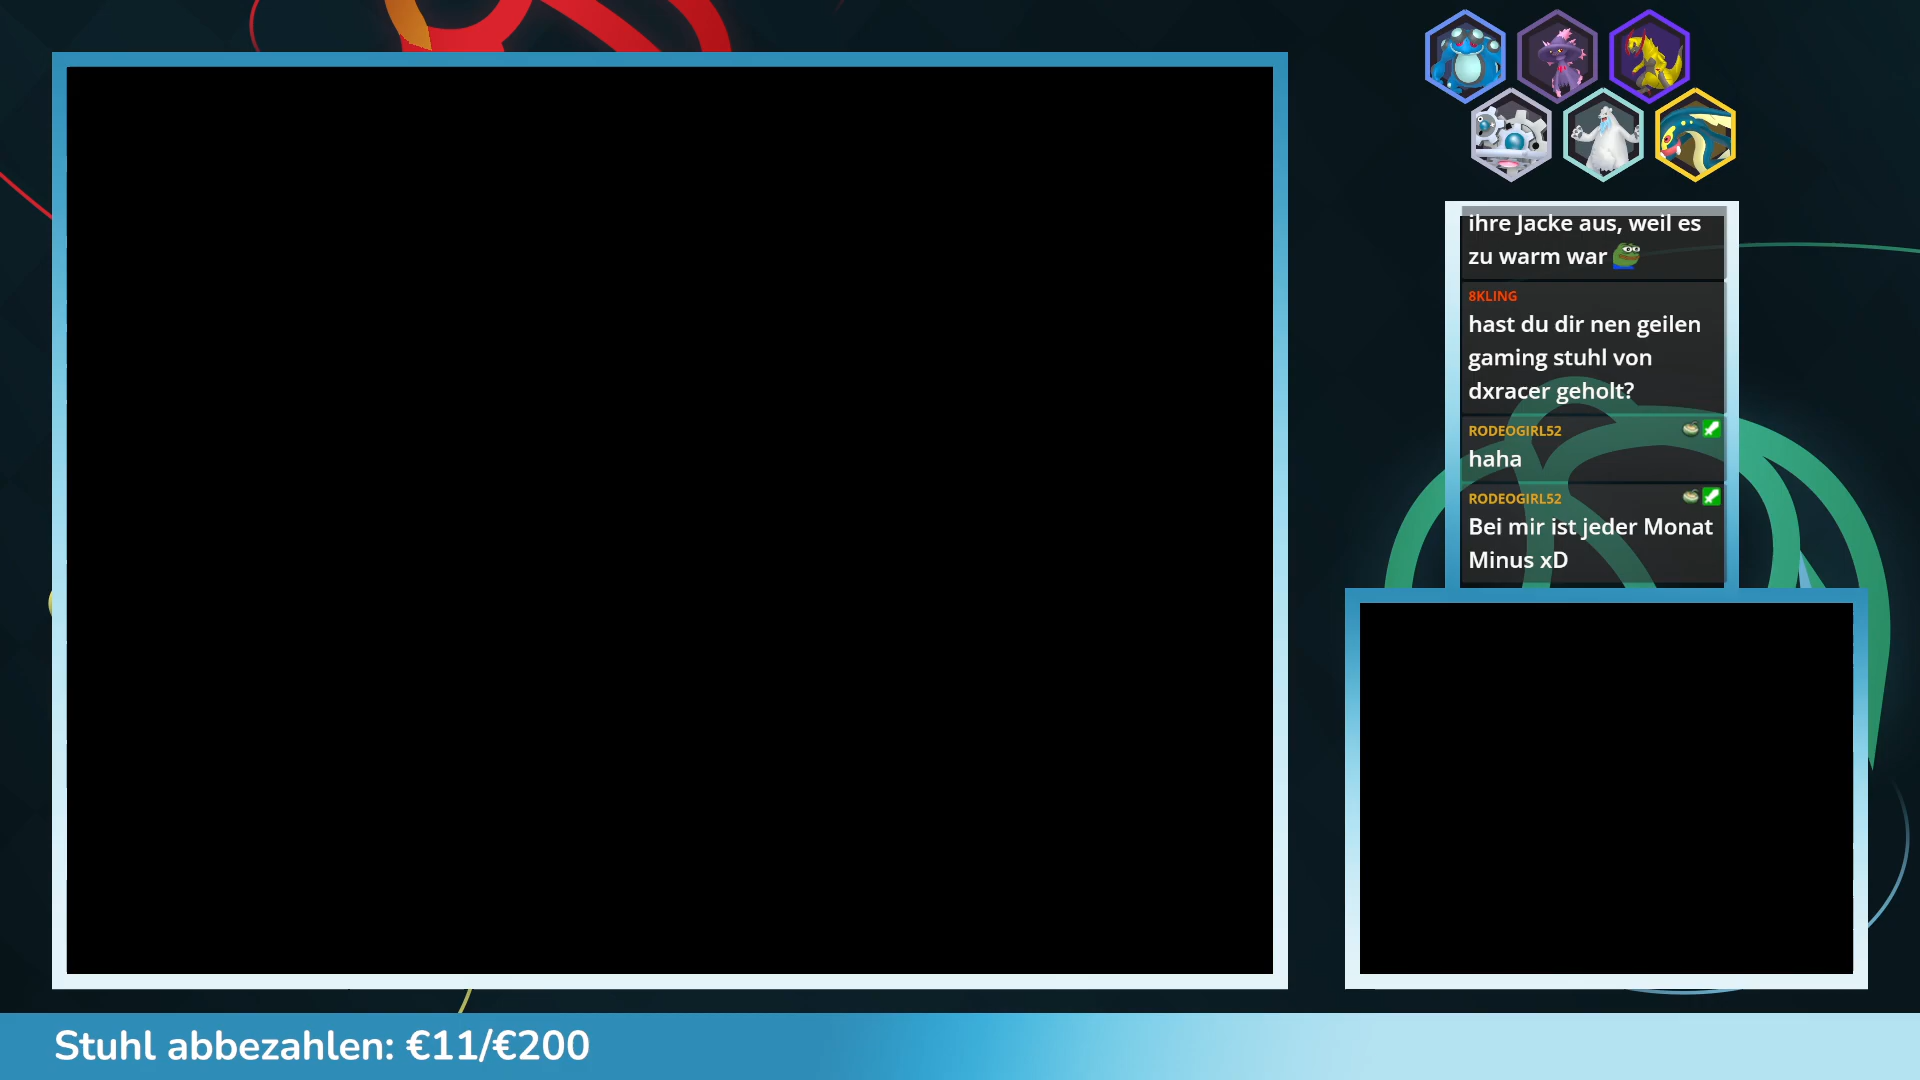 ihre Jacke aus, weil es
zu warm war
8KLING
hast du dir nen geilen
gaming stuhl von
dxracer geholt?
RODEOGIRL52
haha
RODEOGIRL52
Bei mir ist jeder Monat
Minus xD
Stuhl abbezahlen: €11/€200